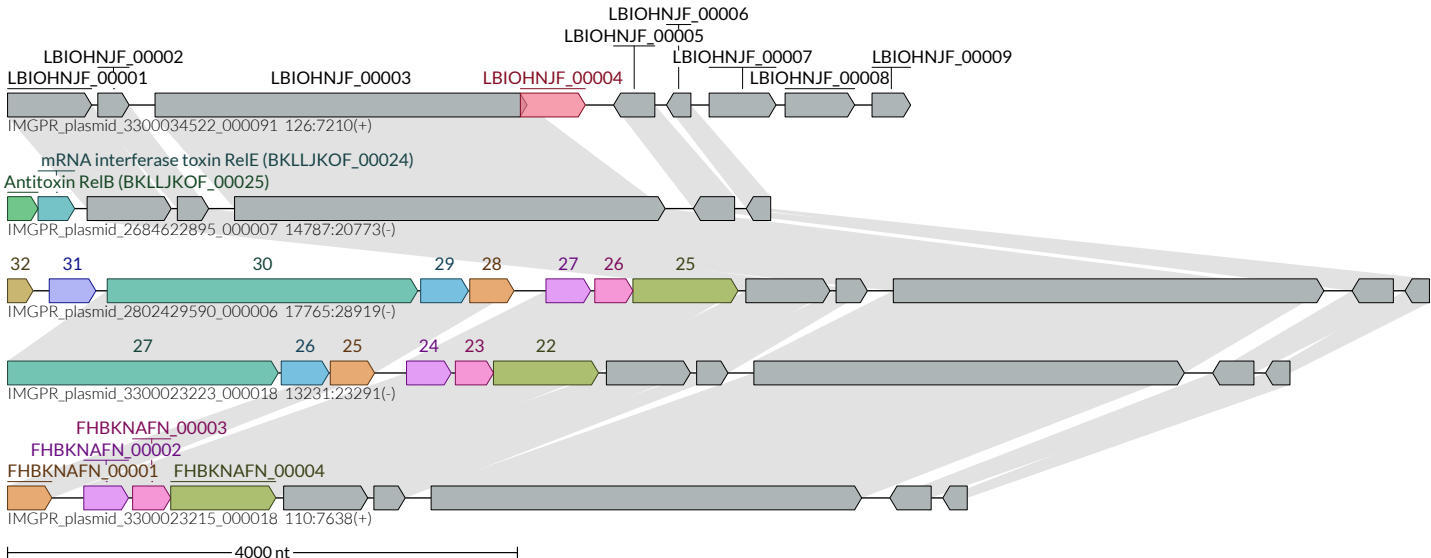 LBIOHNJF_00006
LBIOHNJF_00005
LBIOHNJF_00002 LBIOHNJF_00007 LBIOHNJF_00009
LBIOHNJF_00001 LBIOHNJF_00003 LBIOHNJF_00004 LBIOHNJF_00008
IMGPR_plasmid_3300034522_000091 126:7210(+)
mRNA interferase toxin RelE (BKLLJKOF_00024)
Antitoxin RelB (BKLLJKOF_00025)
IMGPR_plasmid_2684622895_000007 14787:20773(-)
32 31 30 29 28 27 26 25
IMGPR_plasmid_2802429590_000006 17765:28919(-)
27 26 25 24 23 22
IMGPR_plasmid_3300023223_000018 13231:23291(-)
FHBKNAFN_00003
FHBKNAFN_00002
FHBKNAFN_00001 FHBKNAFN_00004
IMGPR_plasmid_3300023215_000018 110:7638(+)
4000 nt